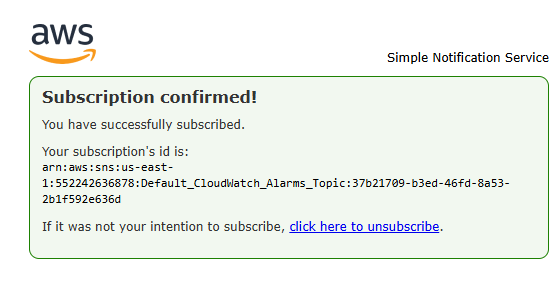 aws
Simple Notification Service
Subscription confirmed!
You have successfully subscribed.
Your subscription's id is:
arn:aws:sns:us-east-
1:552242636878:Default_CloudWatch_Alarms_Topic:37b21709-b3ed-46fd-8a53-
2b1f592e636d
If it was not your intention to subscribe, click here to unsubscribe.